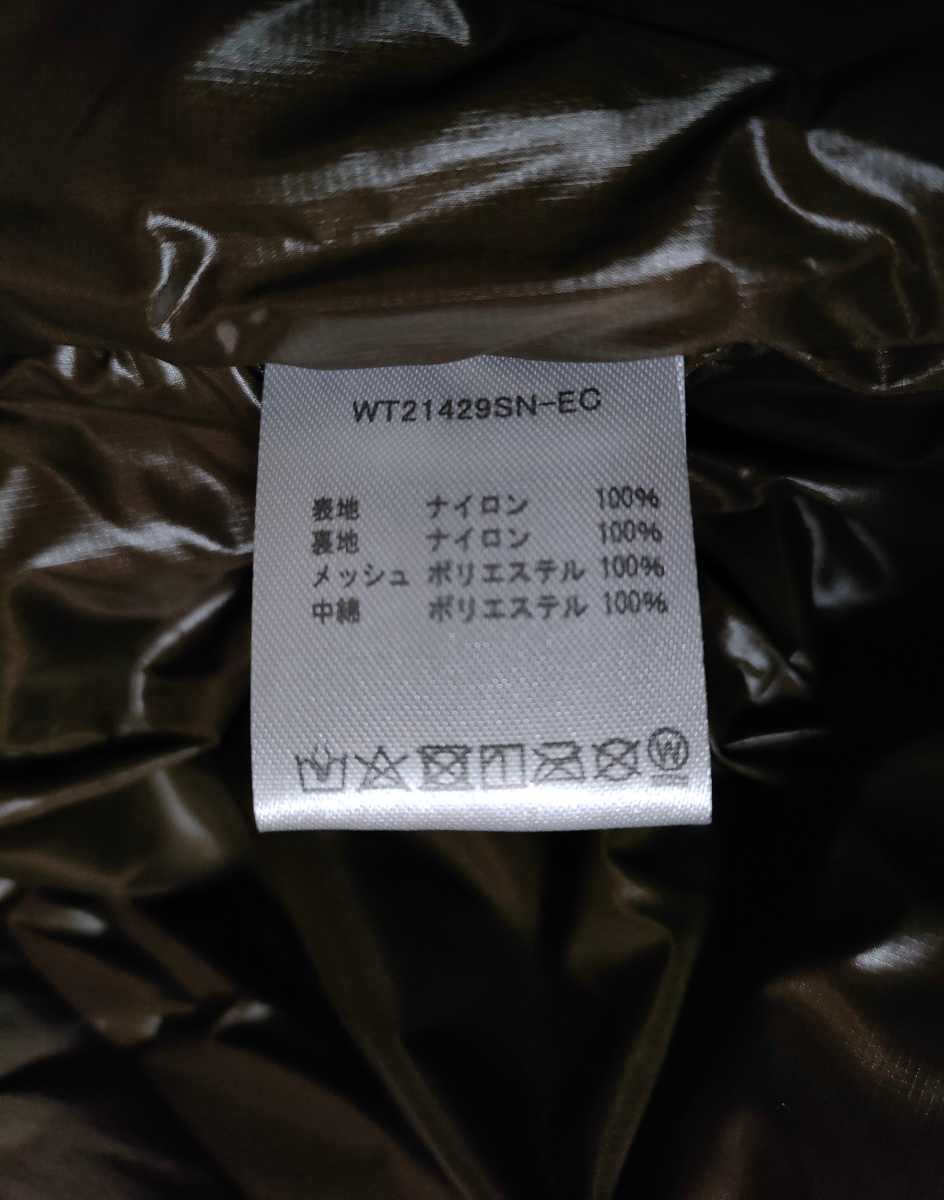 WT21429SN-EC
表地 ナイロン 100%
裏地 ナイロン 100%
メッシュ ポリエステル 100%
中綿 ポリエステル 100%
W